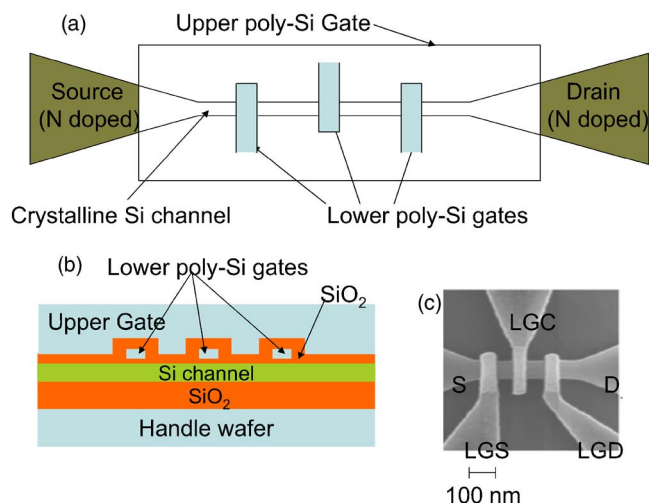 (a)
Upper poly-Si Gate
Source
(N doped)
Drain
(N doped)
Crystalline Si channel
Lower poly-Si gates
(b)
Lower poly-Si gates
SiO₂
Upper Gate
Si channel
SiO₂
Handle wafer
(c)
LGC
S
D
LGS
LGD
100 nm